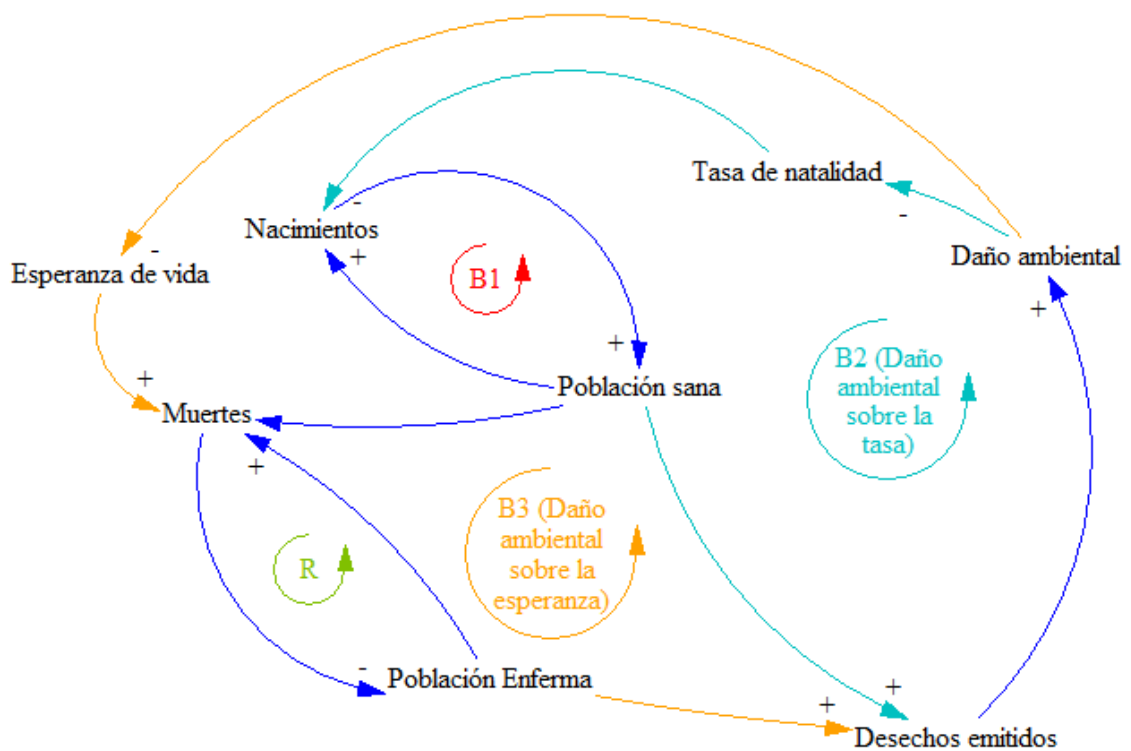 Tasa de natalidad
-
-
Nacimientos
+
-
Daño ambiental
Esperanza de vida
B1
+
+
B2 (Daño
ambiental
sobre la
tasa)
+
Población sana
Muertes
+
B3 (Daño
ambiental
sobre la
esperanza)
R
-
Población Enferma
+
+
Desechos emitidos